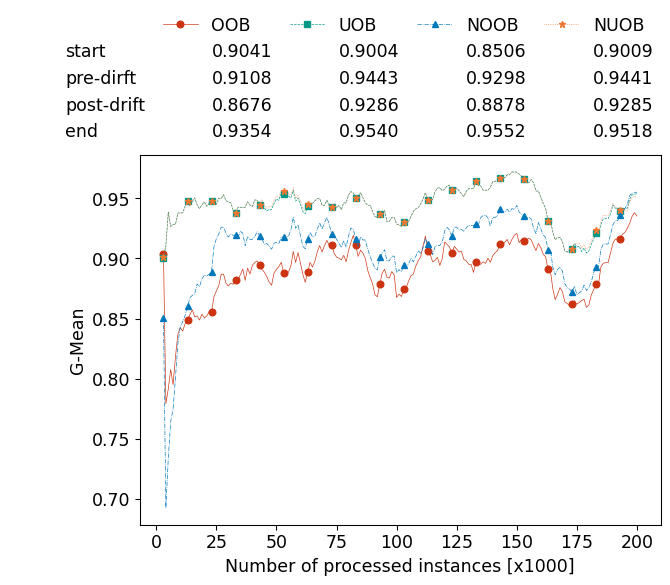 OOB UOB NOOB NUOB
start 0.9041 0.9004 0.8506 0.9009
pre-dirft 0.9108 0.9443 0.9298 0.9441
post-drift 0.8676 0.9286 0.8878 0.9285
end 0.9354 0.9540 0.9552 0.9518
0.95
0.90
0.85
0.80
0.75
0.70
G-Mean
0 25 50 75 100 125 150 175 200
Number of processed instances [x1000]